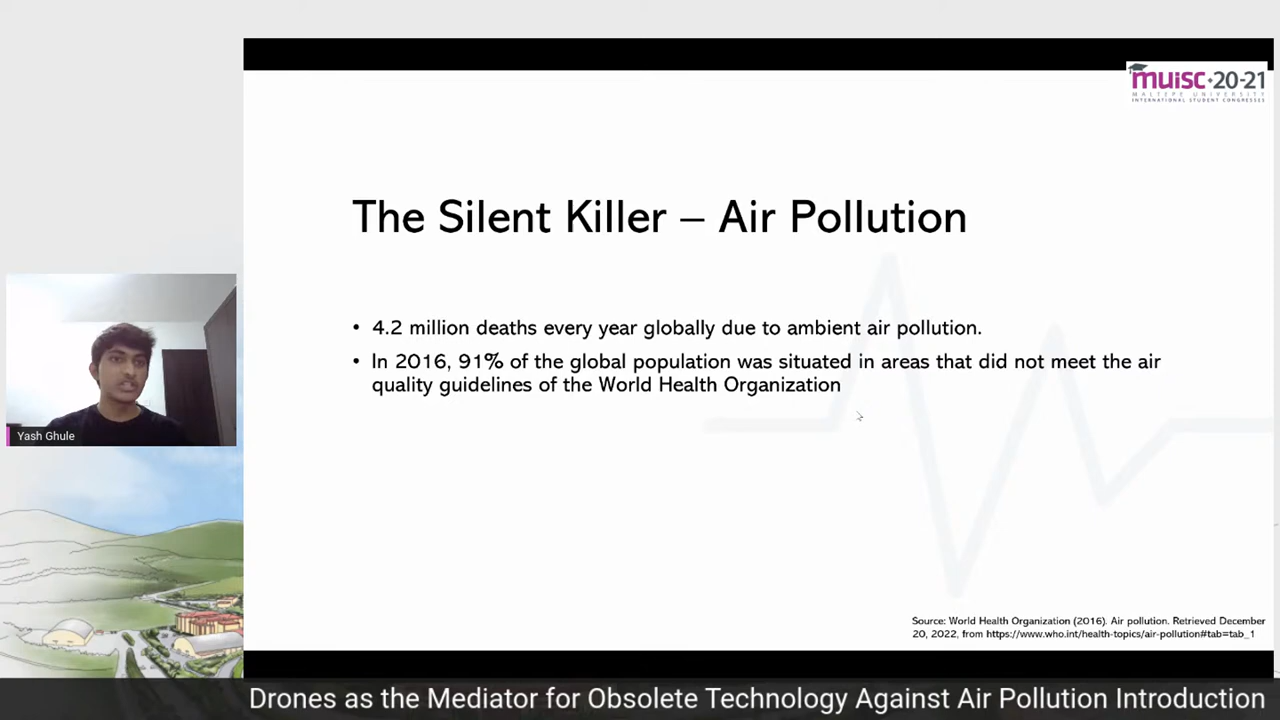 muisc•20-21
MALTEPE UNIVERSITY
INTERNATIONAL STUDENT CONGRESSES
The Silent Killer – Air Pollution
• 4.2 million deaths every year globally due to ambient air pollution.
• In 2016, 91% of the global population was situated in areas that did not meet the air
quality guidelines of the World Health Organization
Yash Ghule
Source: World Health Organization (2016). Air pollution. Retrieved December
20, 2022, from https://www.who.int/health-topics/air-pollution#tab=tab_1
Drones as the Mediator for Obsolete Technology Against Air Pollution Introduction